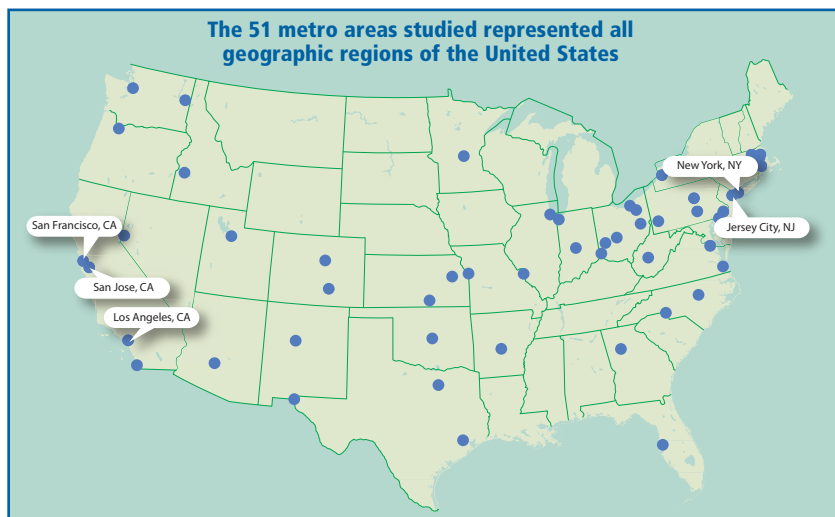 The 51 metro areas studied represented all
geographic regions of the United States
New York, NY
San Francisco, CA
Jersey City, NJ
San Jose, CA
Los Angeles, CA